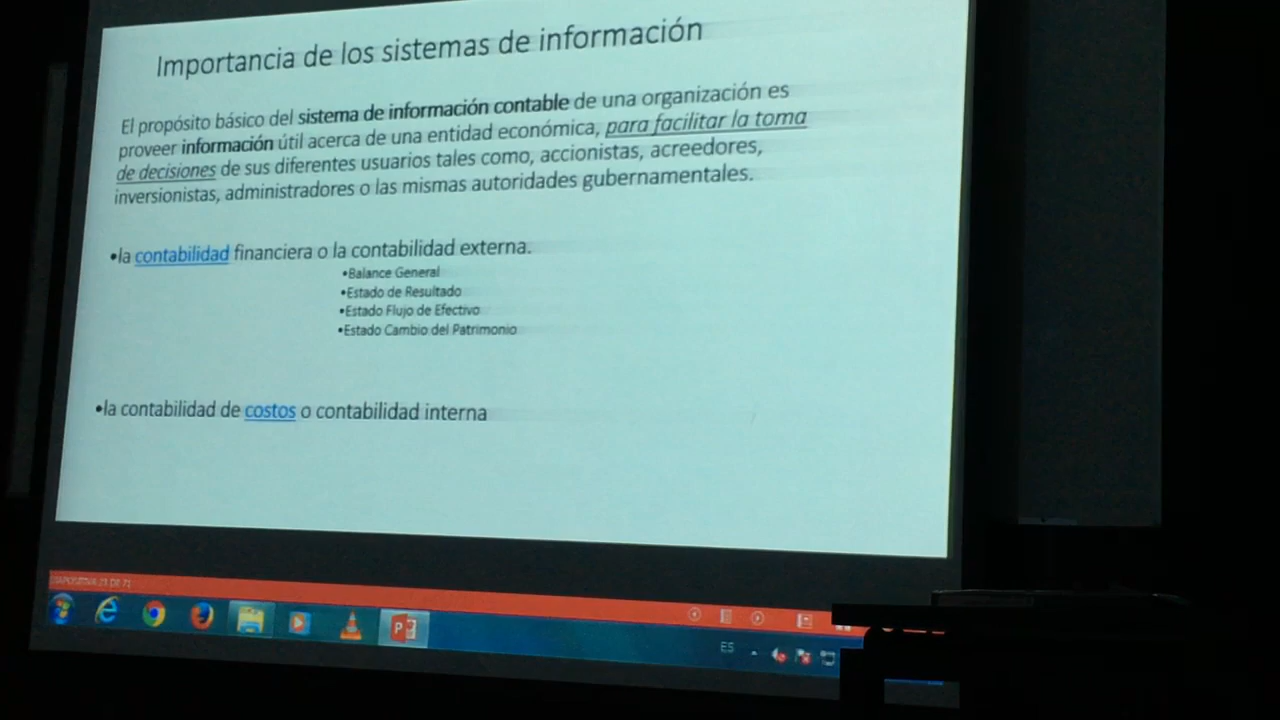 Importancia de los sistemas de información
El propósito básico del sistema de información contable de una organización es
proveer información útil acerca de una entidad económica, para facilitar la toma
de decisiones de sus diferentes usuarios tales como, accionistas, acreedores,
inversionistas, administradores o las mismas autoridades gubernamentales.
•la contabilidad financiera o la contabilidad externa.
•Balance General
•Estado de Resultado
•Estado Flujo de Efectivo
•Estado Cambio del Patrimonio
•la contabilidad de costos o contabilidad interna
ES